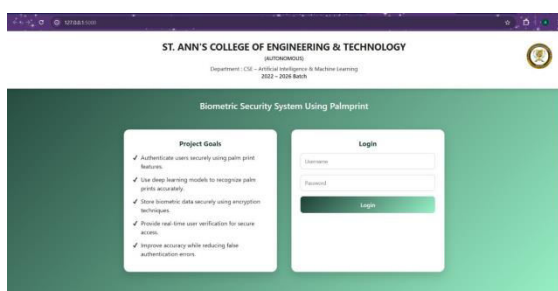 127.0.0.1:5000
ST. ANN'S COLLEGE OF ENGINEERING & TECHNOLOGY
(AUTONOMOUS)
Department : CSE – Artificial Intelligence & Machine Learning
2022 – 2026 Batch
Biometric Security System Using Palmprint
Project Goals
✓ Authenticate users securely using palm print
features.
✓ Use deep learning models to recognize palm
prints accurately.
✓ Store biometric data securely using encryption
techniques.
✓ Provide real-time user verification for secure
access.
✓ Improve accuracy while reducing false
authentication errors.
Login
Username
Password
Login